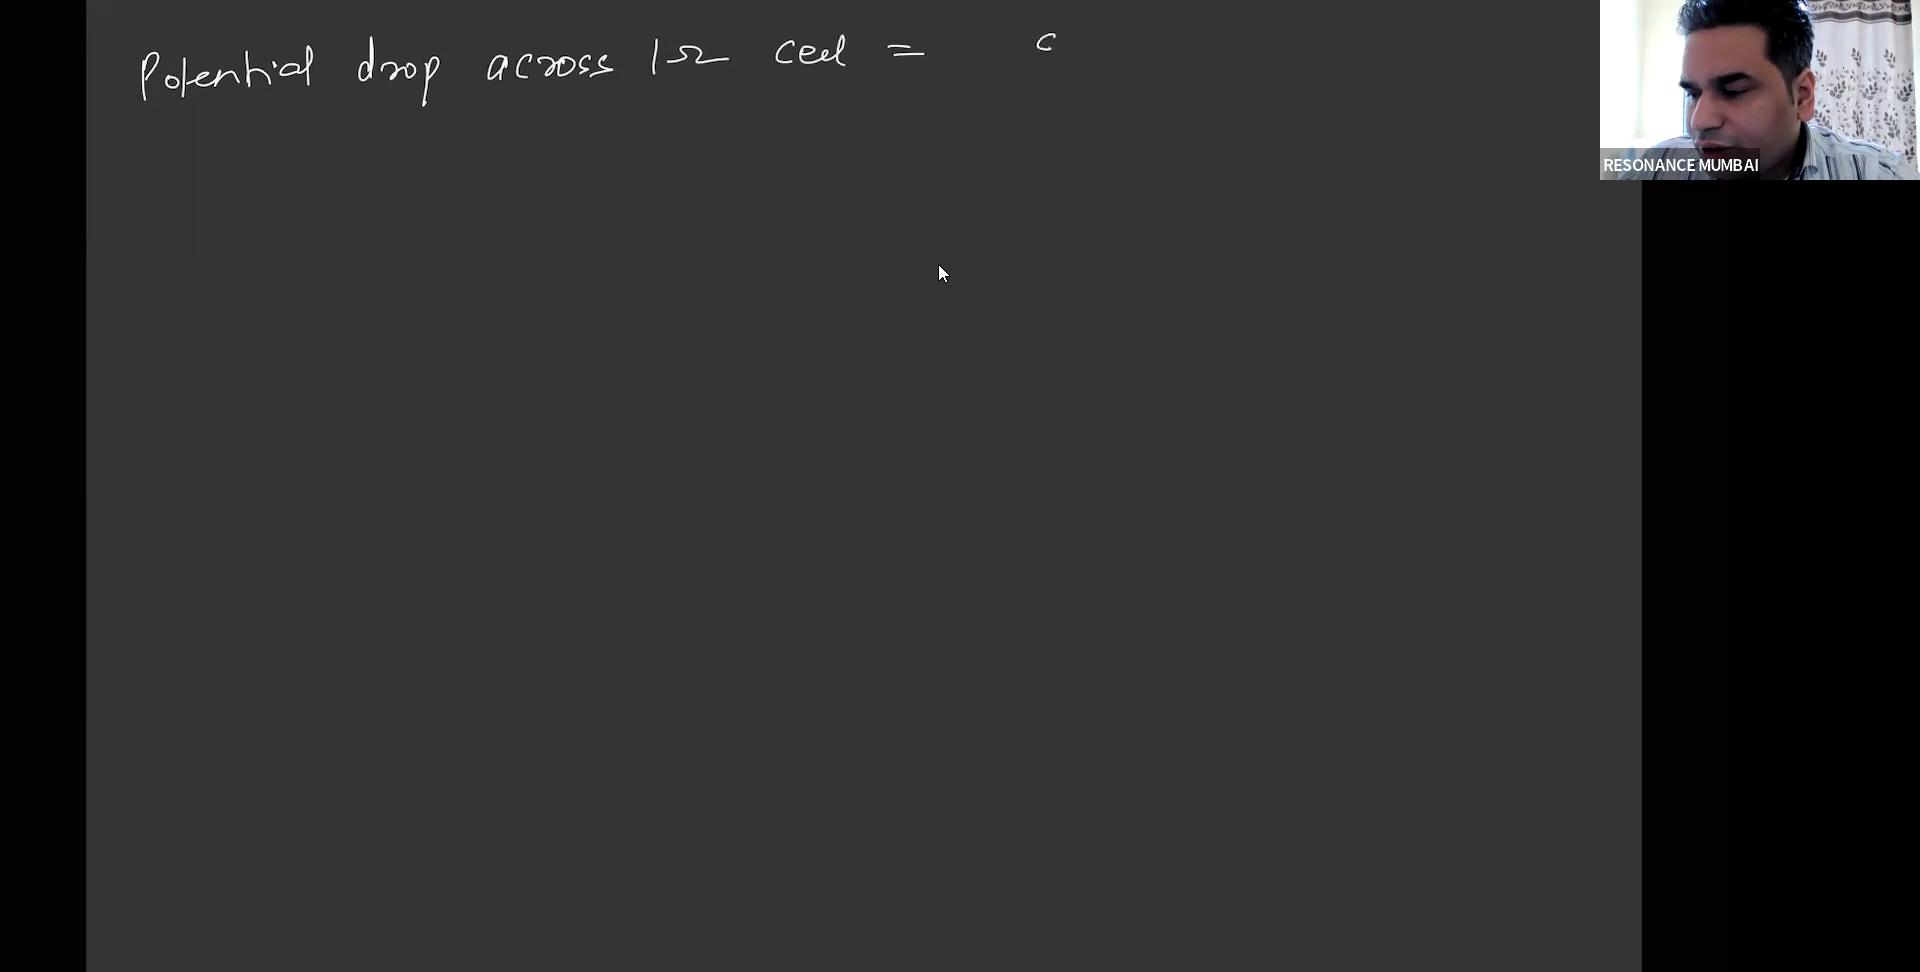 Potential drop across 1Ω cell = c
RESONANCE MUMBAI